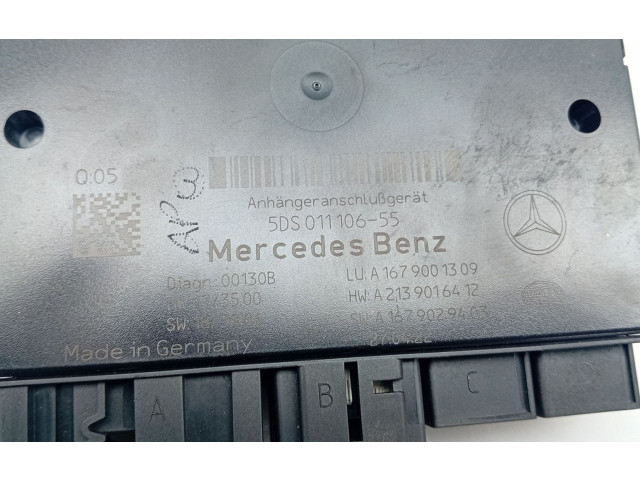 Q:05
AP
Anhängeranschlußgerät
5DS 011 106-55
Mercedes Benz
Diagn: 00130B
LU: A 167 900 13 09
HW: A 213 901 64 12
SW:
Made in Germany
A
B
C